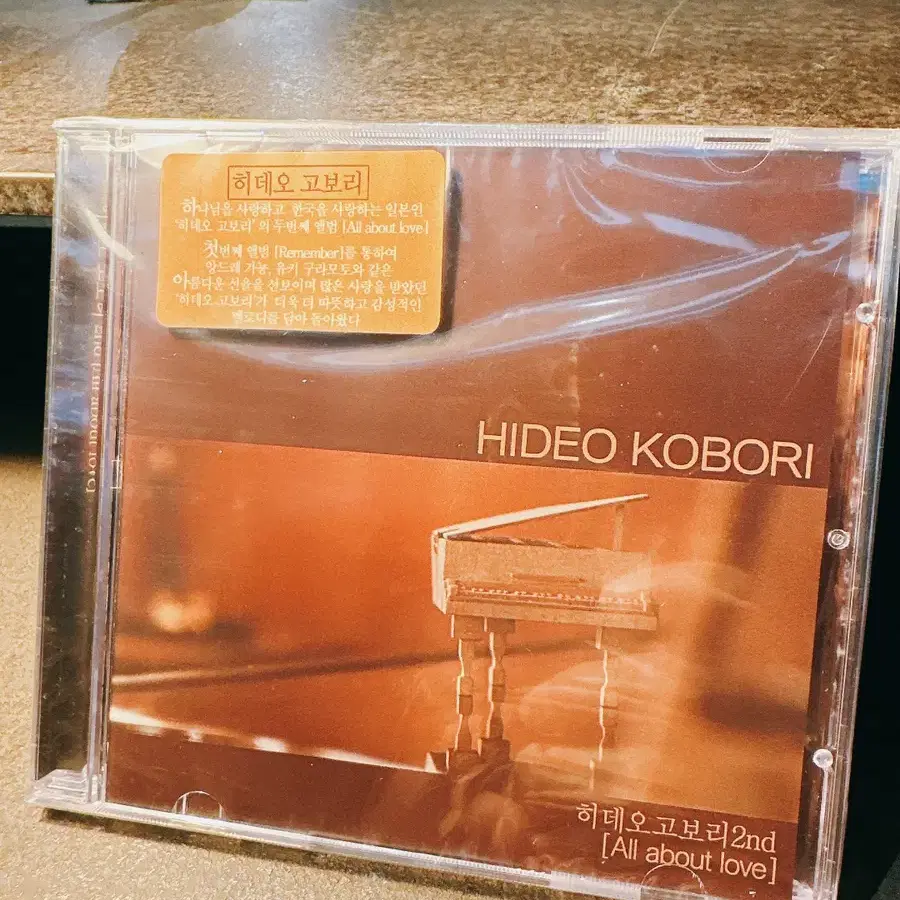 히데오 고보리
하나님을 사랑하고 한국을 사랑하는 일본인
'히데오 고보리'의 두번째 앨범 [All about love]
첫번째 앨범 [Remember]를 통하여
앙드레 가뇽, 유키 구라모토와 같은
아름다운 선율을 선보이며 많은 사랑을 받았던
'히데오 고보리'가 더욱 더 따뜻하고 감성적인
멜로디를 담아 돌아왔다
HIDEO KOBORI
히데오고보리2nd
[All about love]